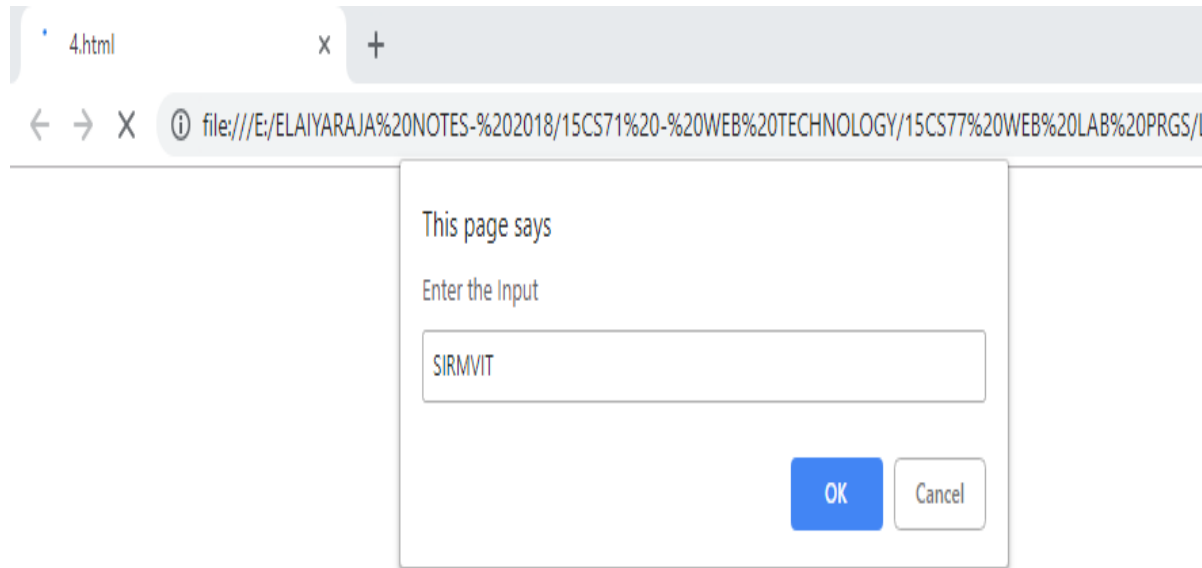 4.html
file:///E:/ELAIYARAJA%20NOTES-%202018/15CS71%20-%20WEB%20TECHNOLOGY/15CS77%20WEB%20LAB%20PRGS/L
This page says
Enter the Input
SIRMVIT
OK Cancel